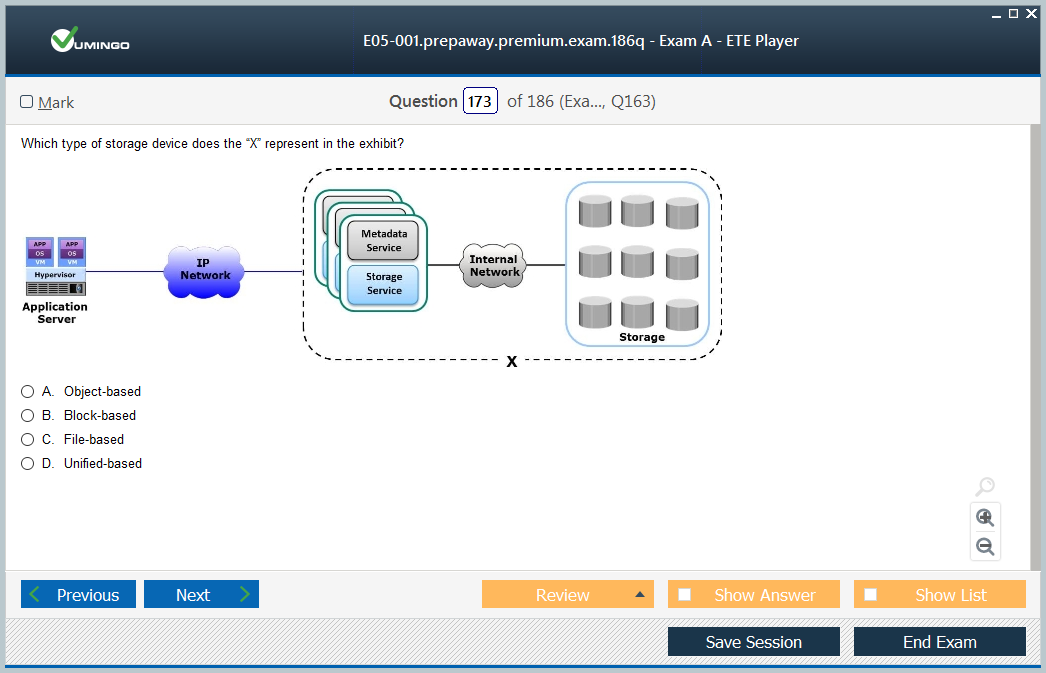 VUMINGO
E05-001.prepaway.premium.exam.186q - Exam A - ETE Player
Mark
Question 173 of 186 (Exa..., Q163)
Which type of storage device does the “X” represent in the exhibit?
APP APP
OS OS
VM VM
Hypervisor
Application
Server
IP
Network
Metadata
Service
Storage
Service
Internal
Network
Storage
X
A. Object-based
B. Block-based
C. File-based
D. Unified-based
Previous Next Review Show Answer Show List
Save Session End Exam